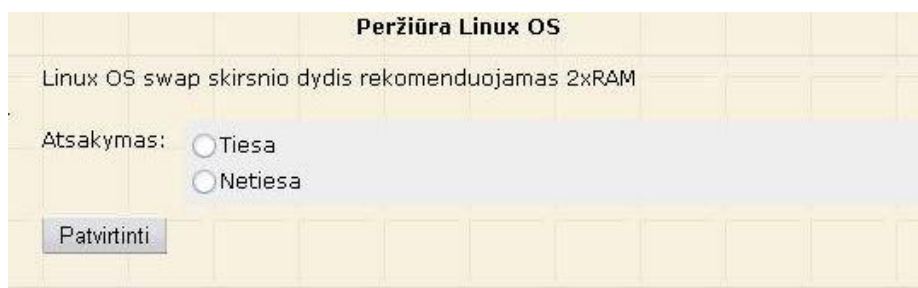 Peržiūra Linux OS
Linux OS swap skirsnio dydis rekomenduojamas 2xRAM
Atsakymas:
Tiesa
Netiesa
Patvirtinti